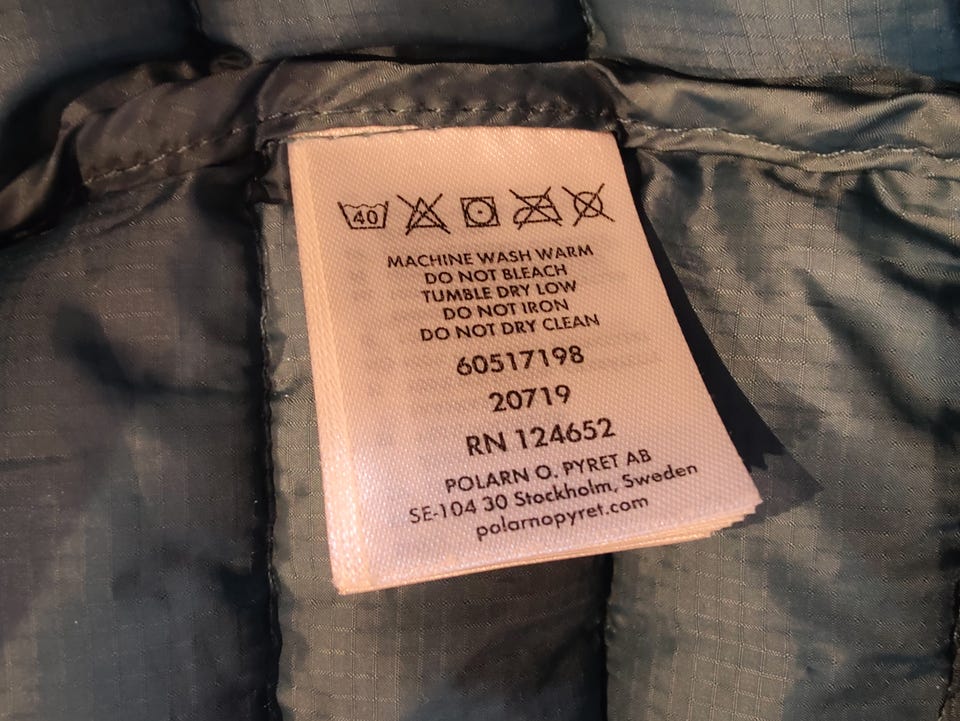 40
MACHINE WASH WARM
DO NOT BLEACH
TUMBLE DRY LOW
DO NOT IRON
DO NOT DRY CLEAN
60517198
20719
RN 124652
POLARN O. PYRET AB
SE-104 30 Stockholm, Sweden
polarnopyret.com